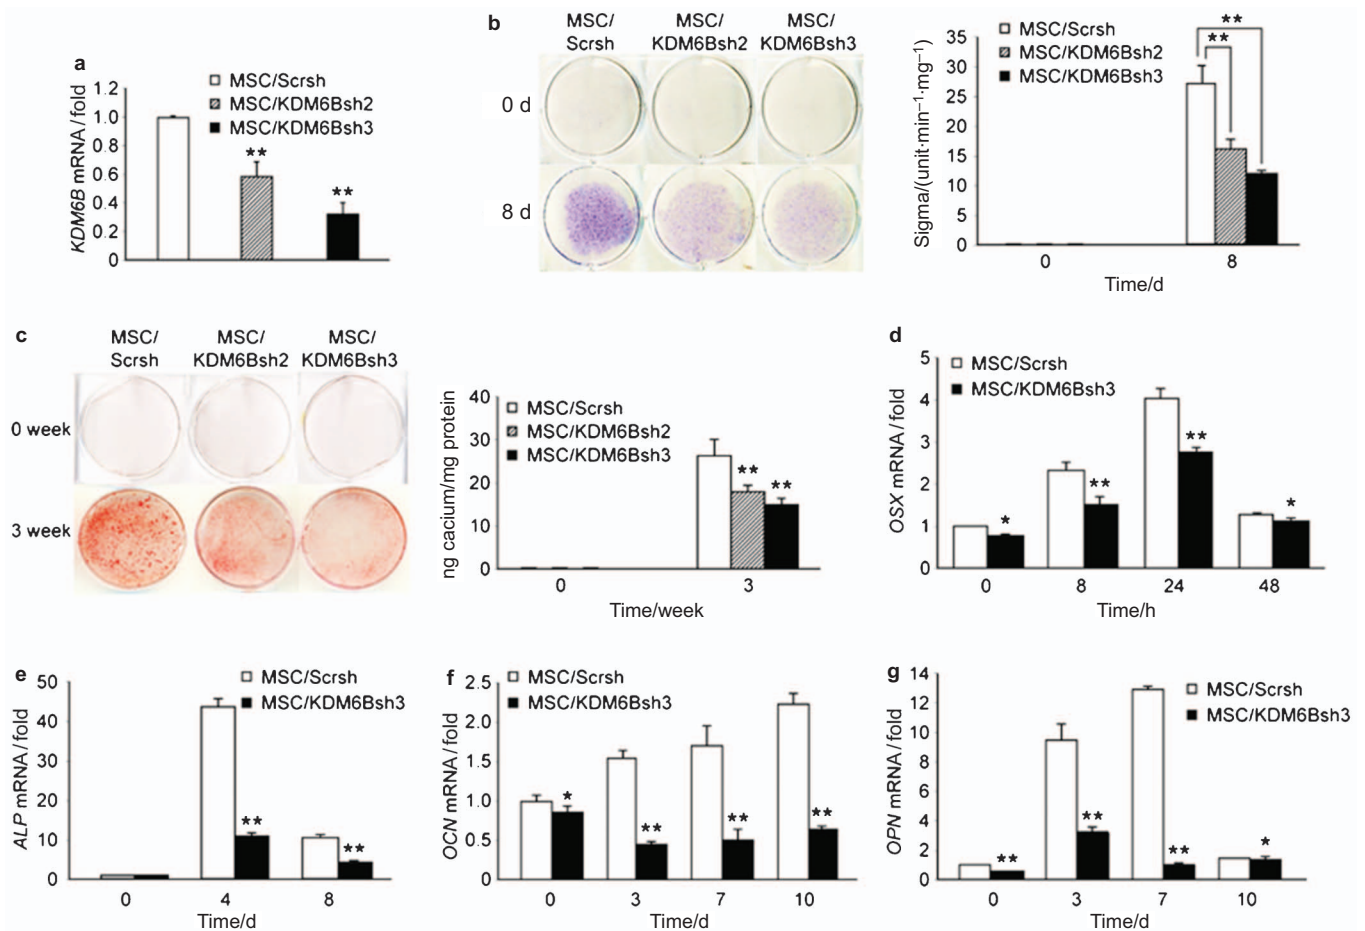 a
KDM6B mRNA/fold
1.2
1.0
0.8
0.6
0.4
0.2
0
MSC/Scrsh
MSC/KDM6Bsh2
MSC/KDM6Bsh3
**
**
b
MSC/ MSC/ MSC/
Scrsh KDM6Bsh2 KDM6Bsh3
0 d
8 d
Sigma/(unit·min–1·mg–1)
35
30
25
20
15
10
5
0
MSC/Scrsh
MSC/KDM6Bsh2
MSC/KDM6Bsh3
**
**
0 8
Time/d
c
MSC/ MSC/ MSC/
Scrsh KDM6Bsh2 KDM6Bsh3
0 week
3 week
ng cacium/mg protein
40
30
20
10
0
MSC/Scrsh
MSC/KDM6Bsh2
MSC/KDM6Bsh3
** **
0 3
Time/week
d
OSX mRNA/fold
5
4
3
2
1
0
MSC/Scrsh
MSC/KDM6Bsh3
* ** ** *
0 8 24 48
Time/h
e
ALP mRNA/fold
50
40
30
20
10
0
MSC/Scrsh
MSC/KDM6Bsh3
** **
0 4 8
Time/d
f
OCN mRNA/fold
2.5
2.0
1.5
1.0
0.5
0
MSC/Scrsh
MSC/KDM6Bsh3
* ** ** **
0 3 7 10
Time/d
g
OPN mRNA/fold
14
12
10
8
6
4
2
0
MSC/Scrsh
MSC/KDM6Bsh3
** ** ** *
0 3 7 10
Time/d